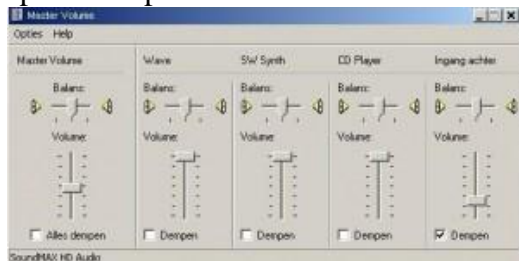 Master Volume
Opties Help
Master Volume Wave SW Synth CD Player Ingang achter
Balans: Balans: Balans: Balans: Balans:
Volume: Volume: Volume: Volume: Volume:
Alles dempen Dempen Dempen Dempen Dempen
SoundMAX HD Audio